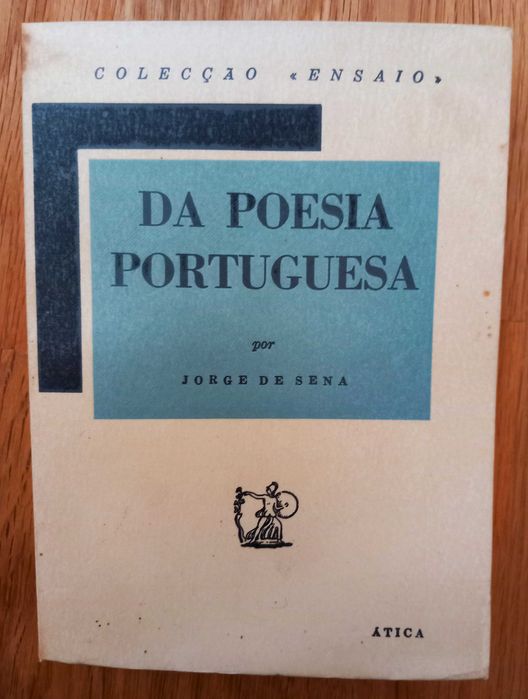 COLECÇÃO «ENSAIO»
DA POESIA
PORTUGUESA
por
JORGE DE SENA
ÁTICA